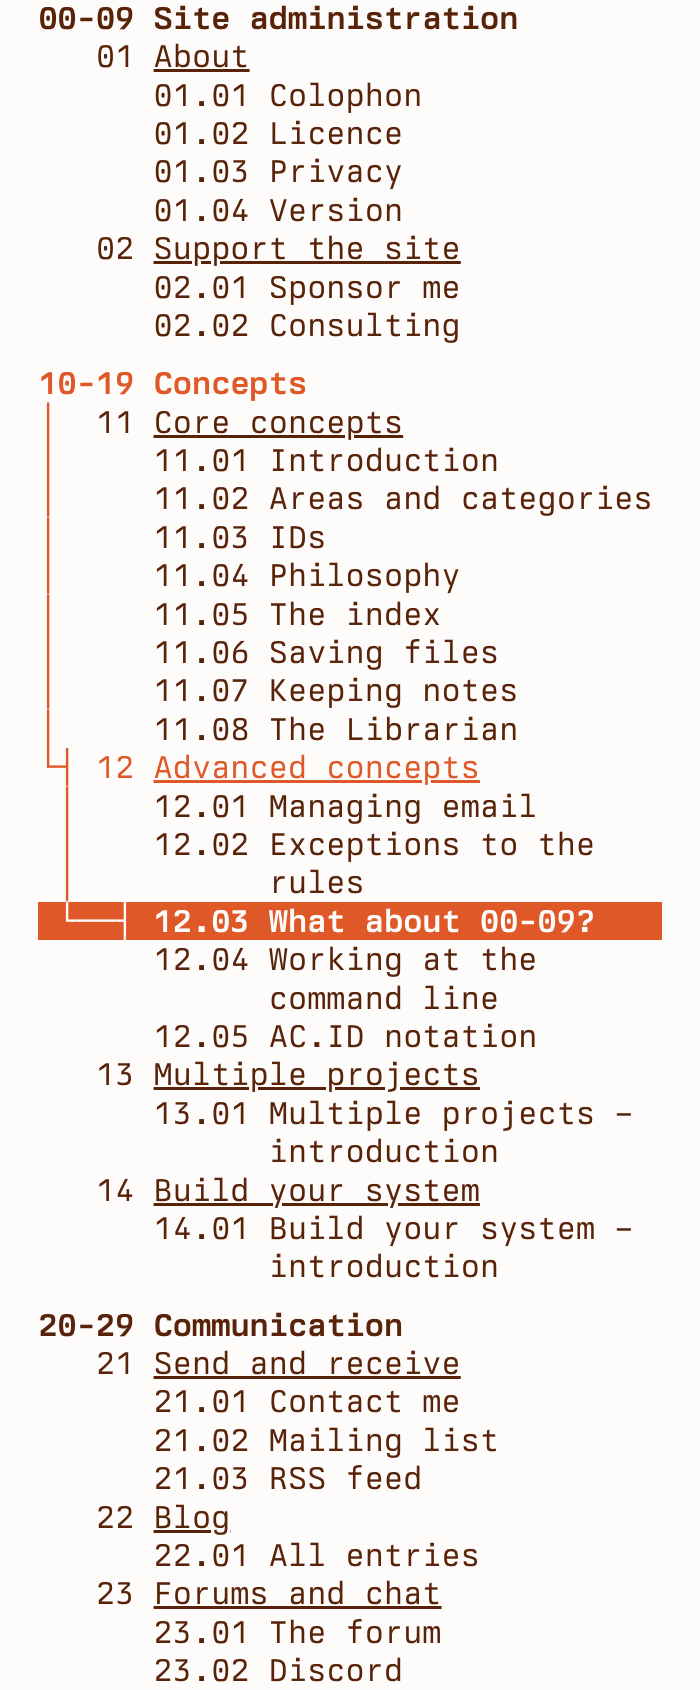 00-09 Site administration
01 About
01.01 Colophon
01.02 Licence
01.03 Privacy
01.04 Version
02 Support the site
02.01 Sponsor me
02.02 Consulting
10-19 Concepts
11 Core concepts
11.01 Introduction
11.02 Areas and categories
11.03 IDs
11.04 Philosophy
11.05 The index
11.06 Saving files
11.07 Keeping notes
11.08 The Librarian
12 Advanced concepts
12.01 Managing email
12.02 Exceptions to the
rules
12.03 What about 00-09?
12.04 Working at the
command line
12.05 AC.ID notation
13 Multiple projects
13.01 Multiple projects –
introduction
14 Build your system
14.01 Build your system –
introduction
20-29 Communication
21 Send and receive
21.01 Contact me
21.02 Mailing list
21.03 RSS feed
22 Blog
22.01 All entries
23 Forums and chat
23.01 The forum
23.02 Discord